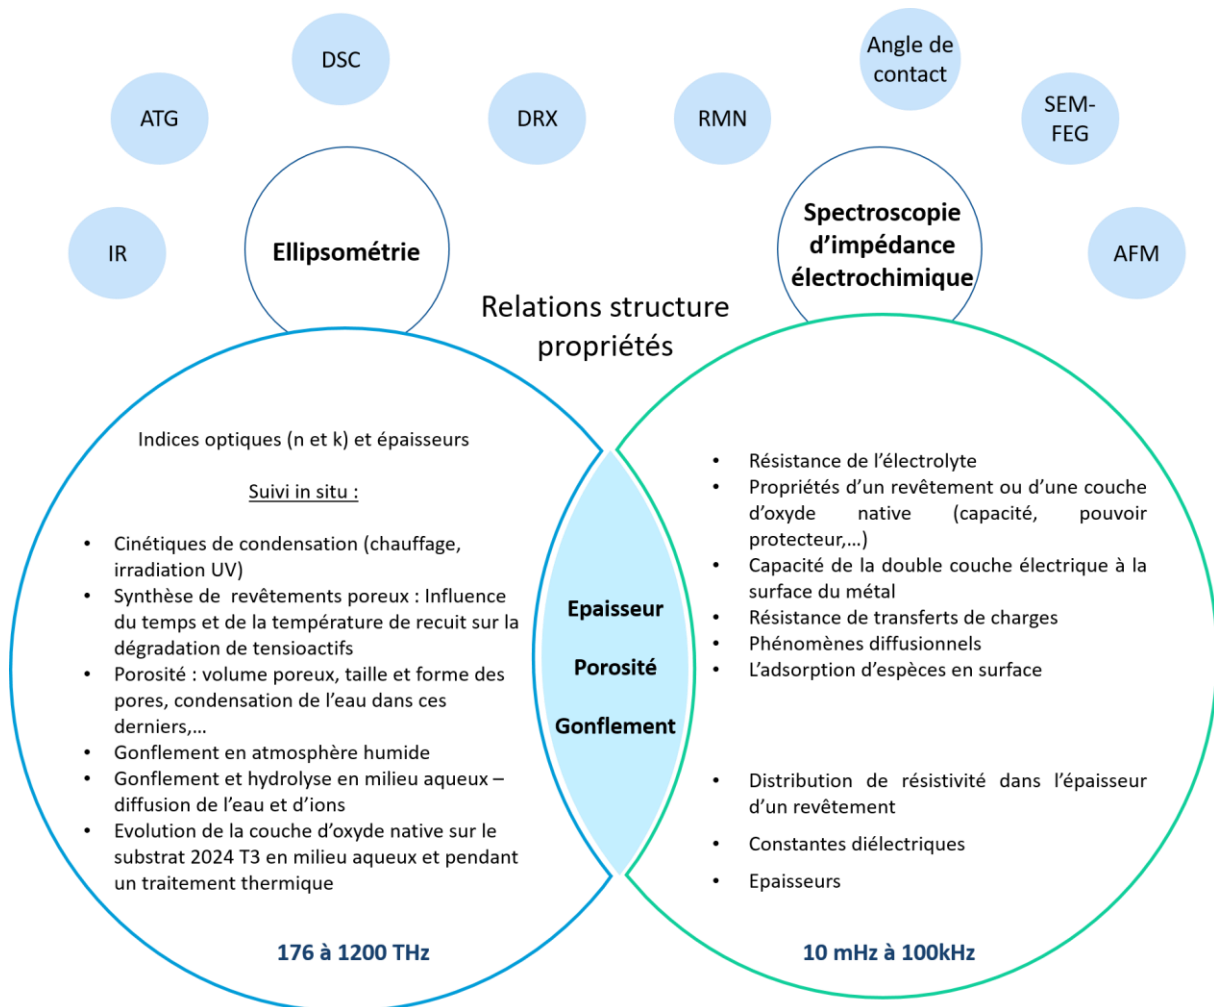 DSC
Angle de
contact
ATG
DRX
RMN
SEM-
FEG
IR
Ellipsométrie
Spectroscopie
d’impédance
électrochimique
AFM
Relations structure
propriétés
Indices optiques (n et k) et épaisseurs
Suivi in situ :
• Cinétiques de condensation (chauffage,
irradiation UV)
• Synthèse de revêtements poreux : Influence
du temps et de la température de recuit sur la
dégradation de tensioactifs
• Porosité : volume poreux, taille et forme des
pores, condensation de l’eau dans ces
derniers,…
• Gonflement en atmosphère humide
• Gonflement et hydrolyse en milieu aqueux –
diffusion de l’eau et d’ions
• Evolution de la couche d’oxyde native sur le
substrat 2024 T3 en milieu aqueux et pendant
un traitement thermique
176 à 1200 THz
Epaisseur
Porosité
Gonflement
• Résistance de l’électrolyte
• Propriétés d’un revêtement ou d’une couche
d’oxyde native (capacité, pouvoir
protecteur,…)
• Capacité de la double couche électrique à la
surface du métal
• Résistance de transferts de charges
• Phénomènes diffusionnels
• L’adsorption d’espèces en surface
• Distribution de résistivité dans l’épaisseur
d’un revêtement
• Constantes diélectriques
• Epaisseurs
10 mHz à 100kHz